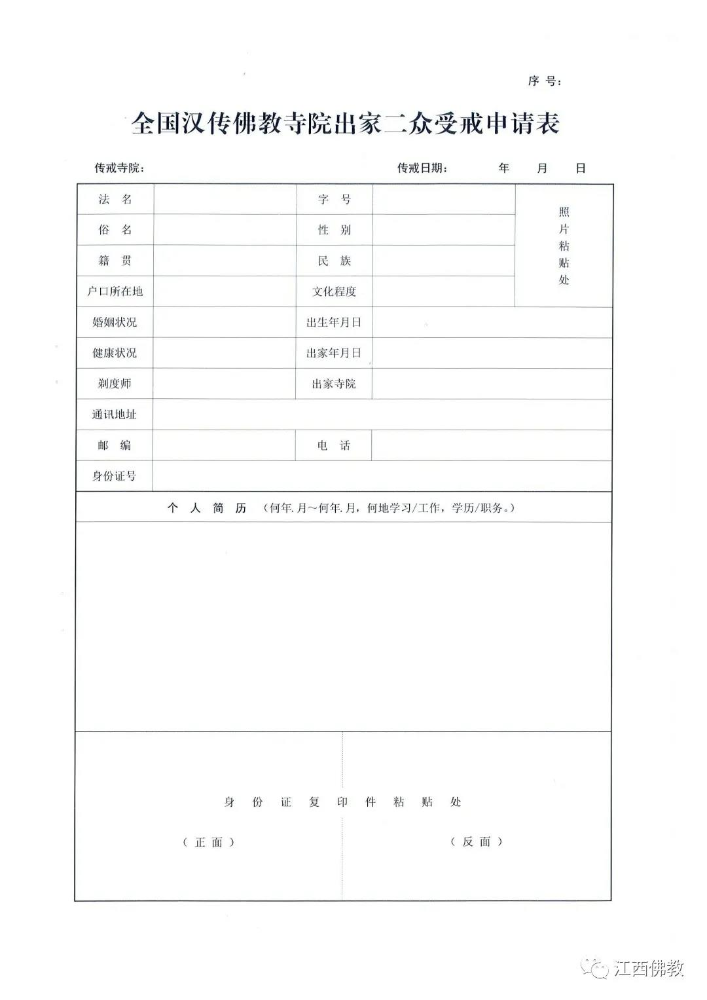 序 号：
全国汉传佛教寺院出家二众受戒申请表
传戒寺院： 传戒日期： 年 月 日
法 名 字 号
俗 名 性 别
籍 贯 民 族
照片粘贴处
户口所在地 文化程度
婚姻状况 出生年月日
健康状况 出家年月日
剃度师 出家寺院
通讯地址
邮 编 电 话
身份证号
个 人 简 历 （何年.月～何年.月，何地学习/工作，学历/职务。）
身 份 证 复 印 件 粘 贴 处
（ 正 面 ） （ 反 面 ）
江西佛教